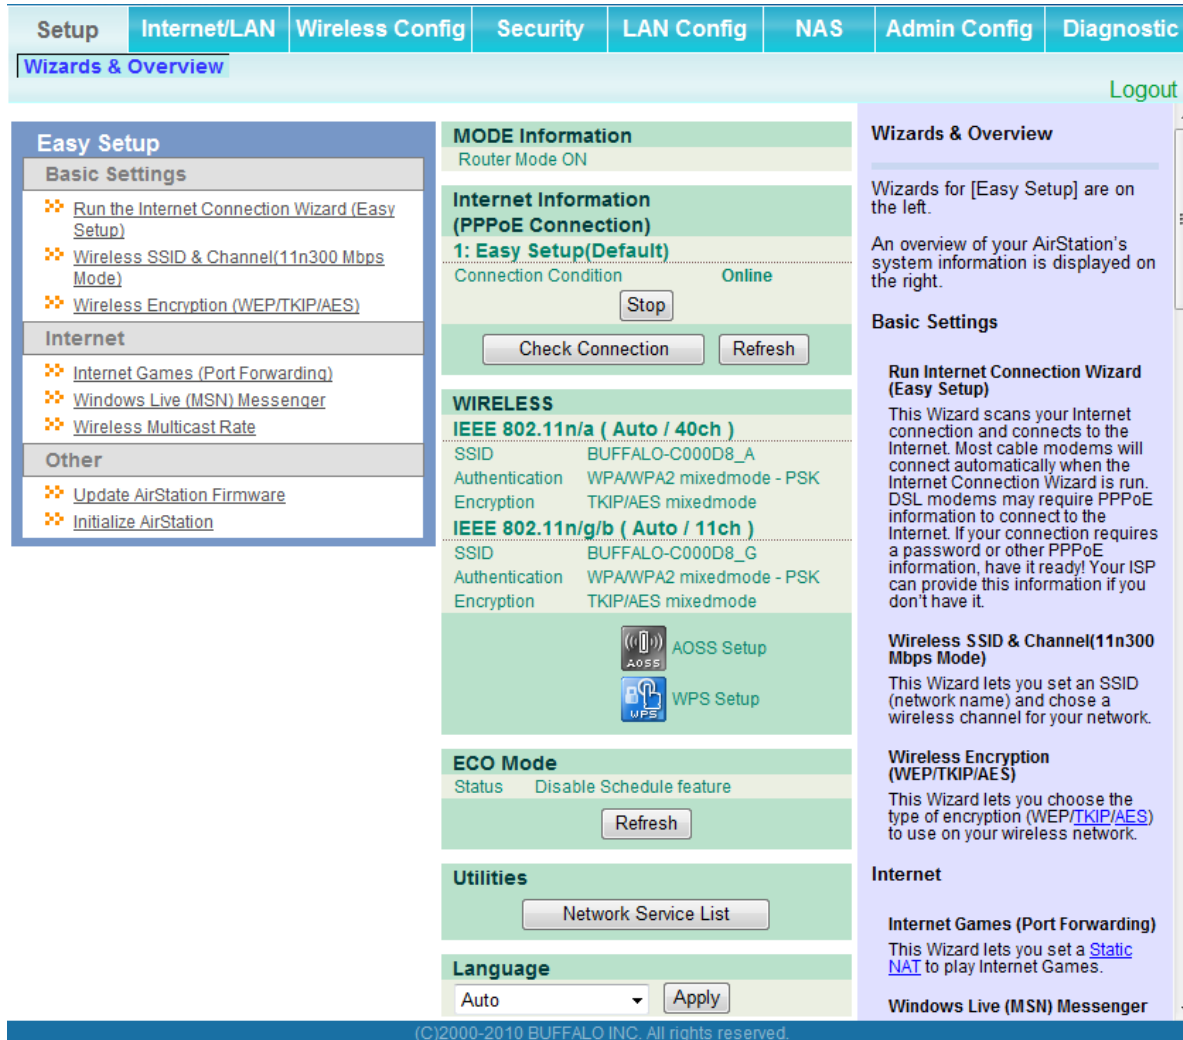 Setup Internet/LAN Wireless Config Security LAN Config NAS Admin Config Diagnostic
Wizards & Overview
Logout
Easy Setup
Basic Settings
Run the Internet Connection Wizard (Easy
Setup)
Wireless SSID & Channel(11n300 Mbps
Mode)
Wireless Encryption (WEP/TKIP/AES)
Internet
Internet Games (Port Forwarding)
Windows Live (MSN) Messenger
Wireless Multicast Rate
Other
Update AirStation Firmware
Initialize AirStation
MODE Information
Router Mode ON
Internet Information
(PPPoE Connection)
1: Easy Setup(Default)
Connection Condition Online
Stop
Check Connection Refresh
WIRELESS
IEEE 802.11n/a ( Auto / 40ch )
SSID BUFFALO-C000D8_A
Authentication WPA/WPA2 mixedmode - PSK
Encryption TKIP/AES mixedmode
IEEE 802.11n/g/b ( Auto / 11ch )
SSID BUFFALO-C000D8_G
Authentication WPA/WPA2 mixedmode - PSK
Encryption TKIP/AES mixedmode
AOSS AOSS Setup
WPS WPS Setup
ECO Mode
Status Disable Schedule feature
Refresh
Utilities
Network Service List
Language
Auto Apply
Wizards & Overview
Wizards for [Easy Setup] are on
the left.
An overview of your AirStation's
system information is displayed on
the right.
Basic Settings
Run Internet Connection Wizard
(Easy Setup)
This Wizard scans your Internet
connection and connects to the
Internet. Most cable modems will
connect automatically when the
Internet Connection Wizard is run.
DSL modems may require PPPoE
information to connect to the
Internet. If your connection requires
a password or other PPPoE
information, have it ready! Your ISP
can provide this information if you
don't have it.
Wireless SSID & Channel(11n300
Mbps Mode)
This Wizard lets you set an SSID
(network name) and chose a
wireless channel for your network.
Wireless Encryption
(WEP/TKIP/AES)
This Wizard lets you choose the
type of encryption (WEP/TKIP/AES)
to use on your wireless network.
Internet
Internet Games (Port Forwarding)
This Wizard lets you set a Static
NAT to play Internet Games.
Windows Live (MSN) Messenger
(C)2000-2010 BUFFALO INC. All rights reserved.